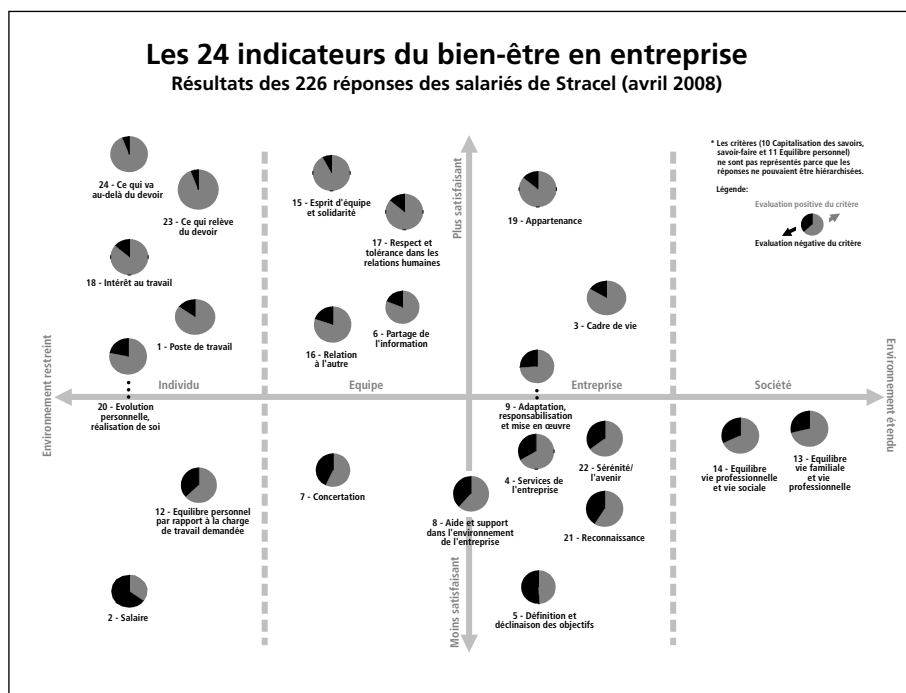 Les 24 indicateurs du bien-être en entreprise
Résultats des 226 réponses des salariés de Stracel (avril 2008)
* Les critères (10 Capitalisation des savoirs,
savoir-faire et 11 Equilibre personnel)
ne sont pas représentés parce que les
réponses ne pouvaient être hiérarchisées.
Légende:
Evaluation positive du critère
Evaluation négative du critère
Plus satisfaisant
24 - Ce qui va
au-delà du devoir
23 - Ce qui relève
du devoir
15 - Esprit d'équipe
et solidarité
17 - Respect et
tolérance dans les
relations humaines
19 - Appartenance
18 - Intérêt au travail
1 - Poste de travail
16 - Relation
à l'autre
6 - Partage de
l'information
3 - Cadre de vie
Environnement restreint
Individu
Equipe
Entreprise
Société
Environnement étendu
20 - Evolution
personnelle,
réalisation de soi
9 - Adaptation,
responsabilisation
et mise en œuvre
12 - Equilibre personnel
par rapport à la charge
de travail demandée
7 - Concertation
8 - Aide et support
dans l'environnement
de l'entreprise
4 - Services de
l'entreprise
22 - Sérénité/
l'avenir
21 - Reconnaissance
14 - Equilibre
vie professionnelle
et vie sociale
13 - Equilibre
vie familiale
et vie
professionnelle
2 - Salaire
5 - Définition et
déclinaison des objectifs
Moins satisfaisant